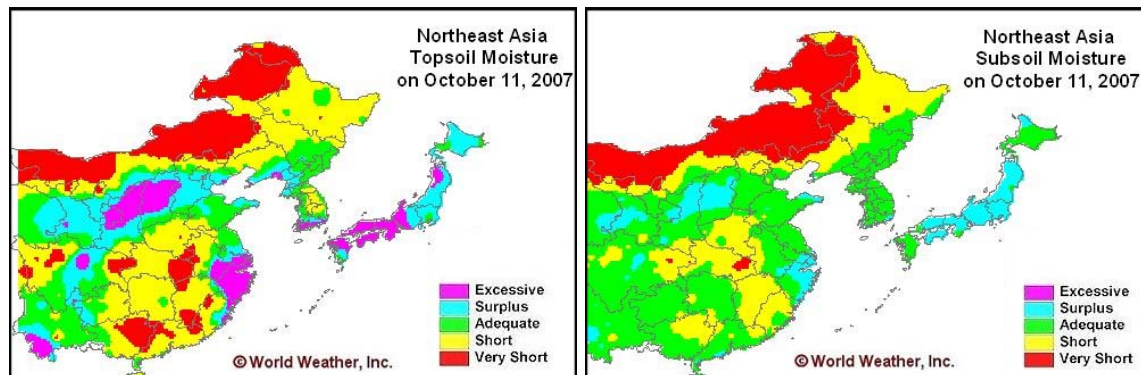 Northeast Asia
Topsoil Moisture
on October 11, 2007
Excessive
Surplus
Adequate
Short
Very Short
© World Weather, Inc.
Northeast Asia
Subsoil Moisture
on October 11, 2007
Excessive
Surplus
Adequate
Short
Very Short
© World Weather, Inc.